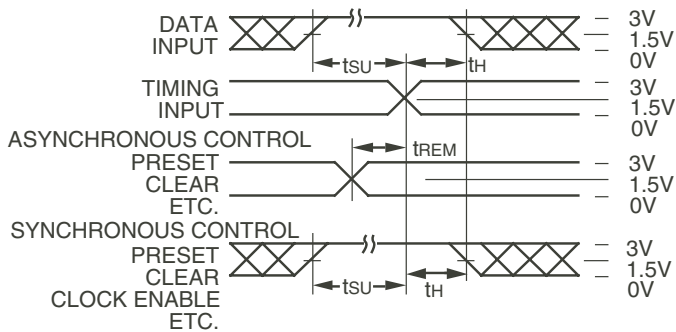 DATA
INPUT
3V
1.5V
0V
tSU
tH
TIMING
INPUT
3V
1.5V
0V
ASYNCHRONOUS CONTROL
tREM
PRESET
CLEAR
ETC.
3V
1.5V
0V
SYNCHRONOUS CONTROL
PRESET
CLEAR
CLOCK ENABLE
ETC.
3V
1.5V
0V
tSU
tH